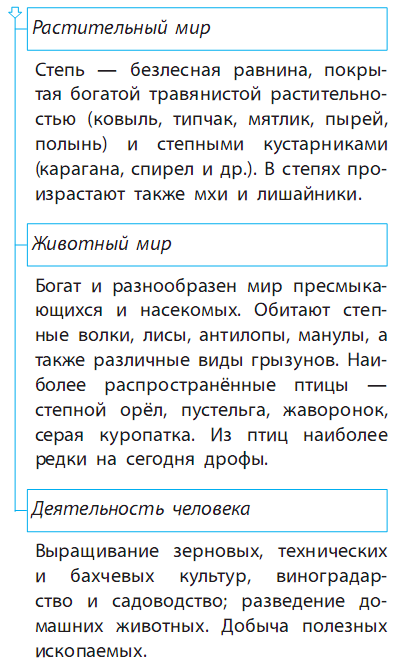 Растительный мир
Степь — безлесная равнина, покры-
тая богатой травянистой растительно-
стью (ковыль, типчак, мятлик, пырей,
полынь) и степными кустарниками
(карагана, спирел и др.). В степях про-
израстают также мхи и лишайники.
Животный мир
Богат и разнообразен мир пресмыка-
ющихся и насекомых. Обитают степ-
ные волки, лисы, антилопы, манулы, а
также различные виды грызунов. Наи-
более распространённые птицы —
степной орёл, пустельга, жаворонок,
серая куропатка. Из птиц наиболее
редки на сегодня дрофы.
Деятельность человека
Выращивание зерновых, технических
и бахчевых культур, виноградар-
ство и садоводство; разведение до-
машних животных. Добыча полезных
ископаемых.